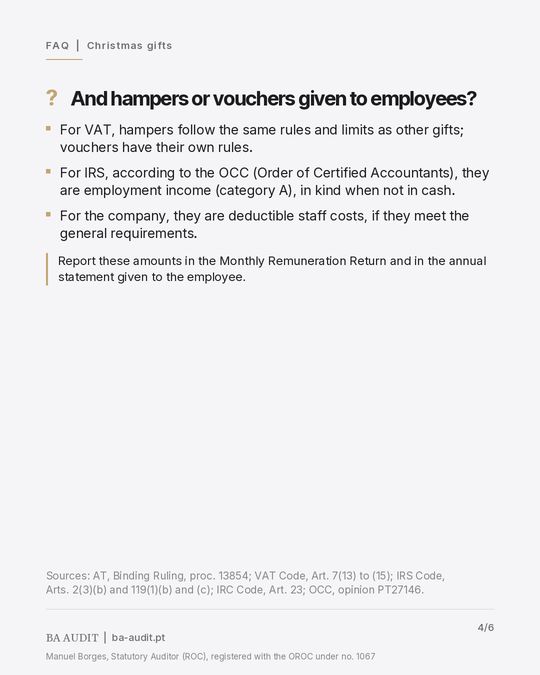 FAQ | Christmas gifts
? And hampers or vouchers given to employees?
For VAT, hampers follow the same rules and limits as other gifts;
vouchers have their own rules.
For IRS, according to the OCC (Order of Certified Accountants), they
are employment income (category A), in kind when not in cash.
For the company, they are deductible staff costs, if they meet the
general requirements.
Report these amounts in the Monthly Remuneration Return and in the annual
statement given to the employee.
Sources: AT, Binding Ruling, proc. 13854; VAT Code, Art. 7(13) to (15); IRS Code,
Arts. 2(3)(b) and 119(1)(b) and (c); IRC Code, Art. 23; OCC, opinion PT27146.
4/6
BA AUDIT | ba-audit.pt
Manuel Borges, Statutory Auditor (ROC), registered with the OROC under no. 1067